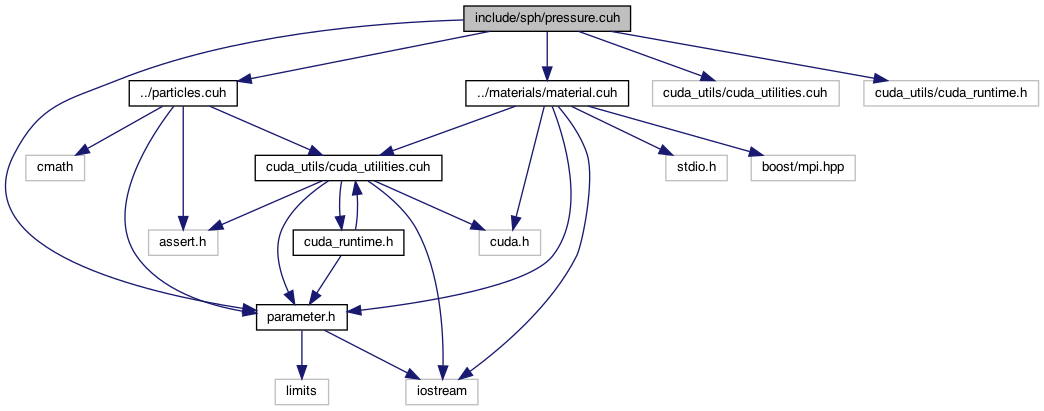 include/sph/pressure.cuh
../particles.cuh
../materials/material.cuh
cuda_utils/cuda_utilities.cuh
cuda_utils/cuda_runtime.h
cmath
cuda_utils/cuda_utilities.cuh
stdio.h
boost/mpi.hpp
assert.h
cuda_runtime.h
cuda.h
parameter.h
limits
iostream